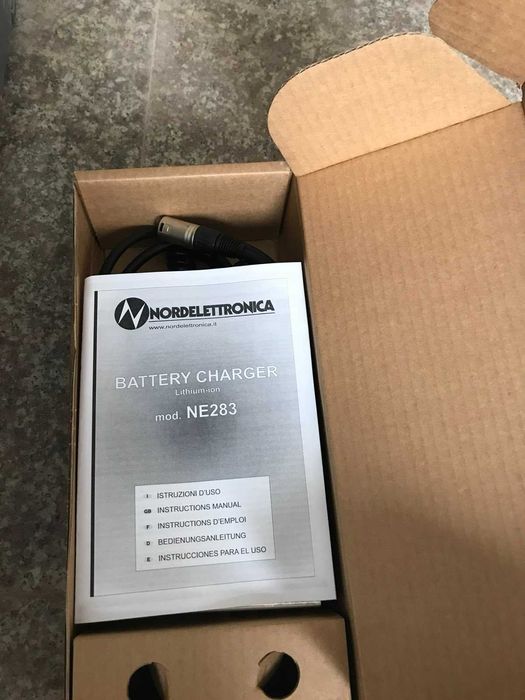 NORDELETTRONICA
www.nordelettronica.it
BATTERY CHARGER
Lithium-ion
mod. NE283
I ISTRUZIONI D'USO
GB INSTRUCTIONS MANUAL
F INSTRUCTIONS D'EMPLOI
D BEDIENUNGSANLEITUNG
E INSTRUCCIONES PARA EL USO